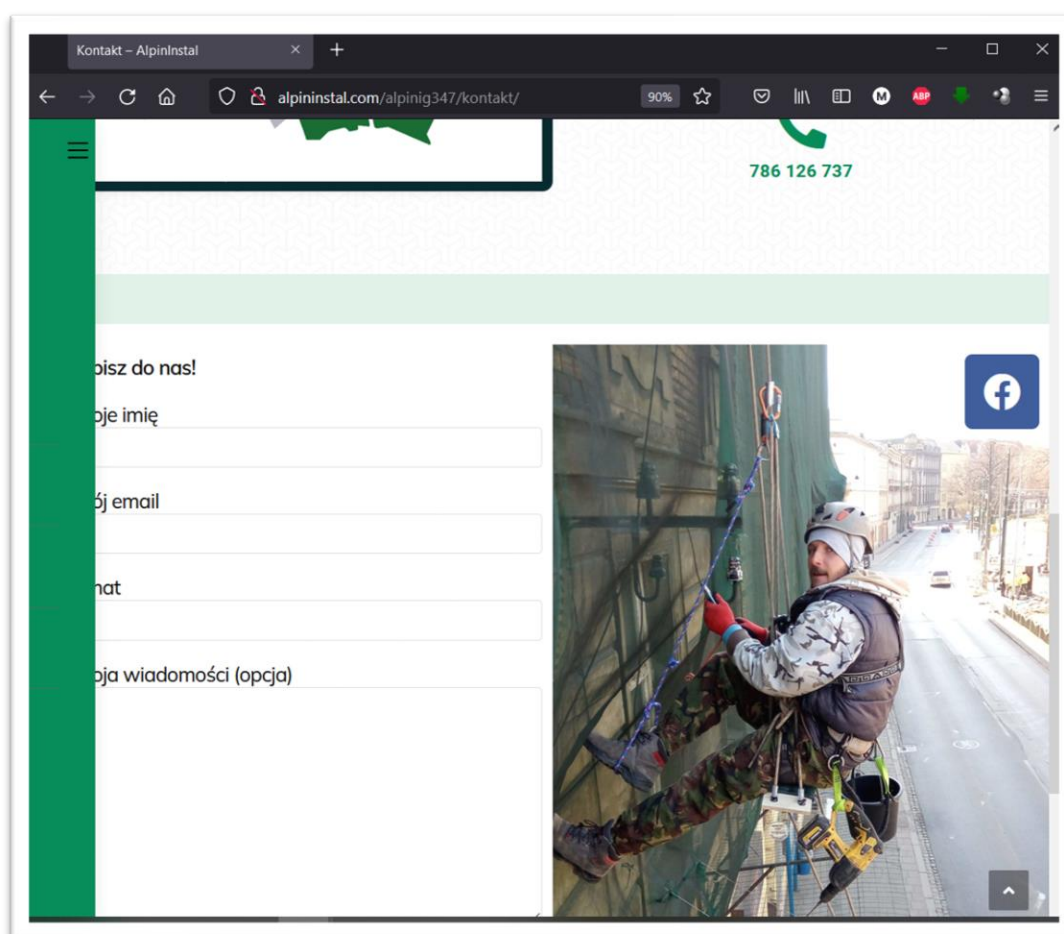 Kontakt – AlpinInstal
alpininstal.com/alpinig347/kontakt/
90%
M
ABP
786 126 737
pisz do nas!
oje imię
ój email
nat
oja wiadomości (opcja)